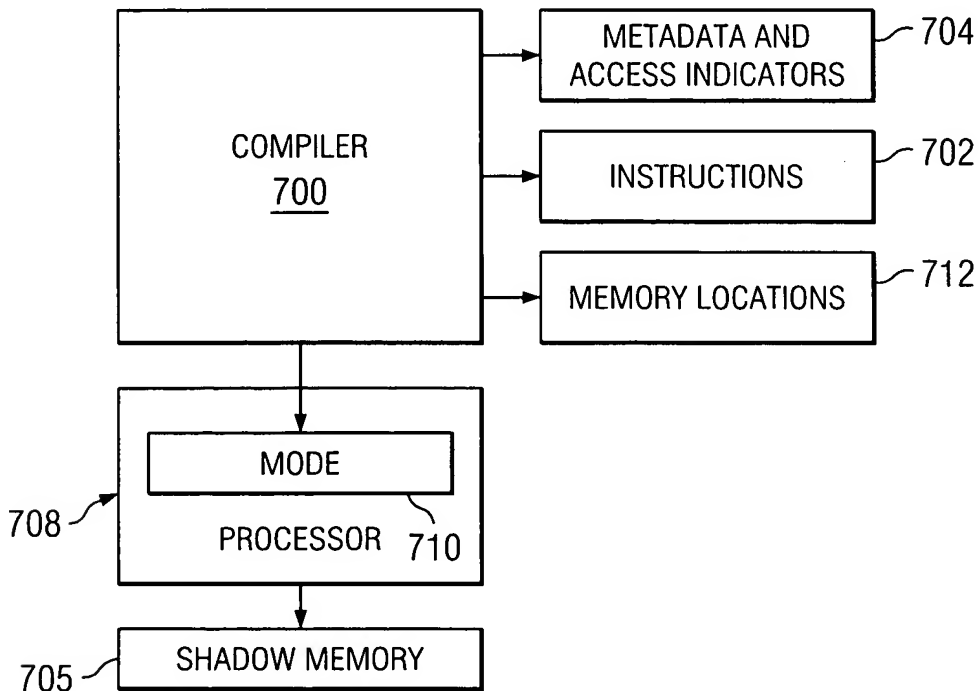 METADATA AND
ACCESS INDICATORS
704
COMPILER
700
INSTRUCTIONS
702
MEMORY LOCATIONS
712
MODE
708
PROCESSOR
710
SHADOW MEMORY
705